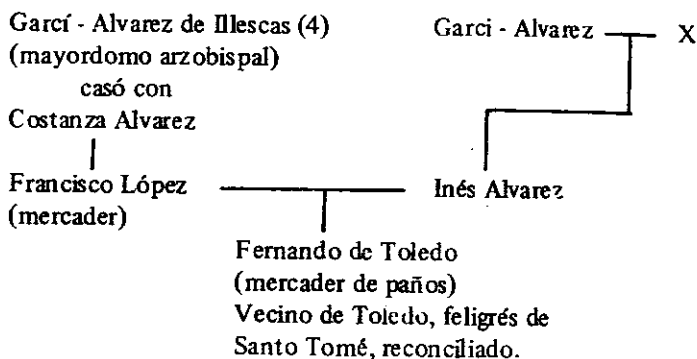 Garcí - Alvarez de Illescas (4)
(mayordomo arzobispal)
casó con
Costanza Alvarez
Garci - Alvarez X
Francisco López
(mercader)
Inés Alvarez
Fernando de Toledo
(mercader de paños)
Vecino de Toledo, feligrés de
Santo Tomé, reconciliado.